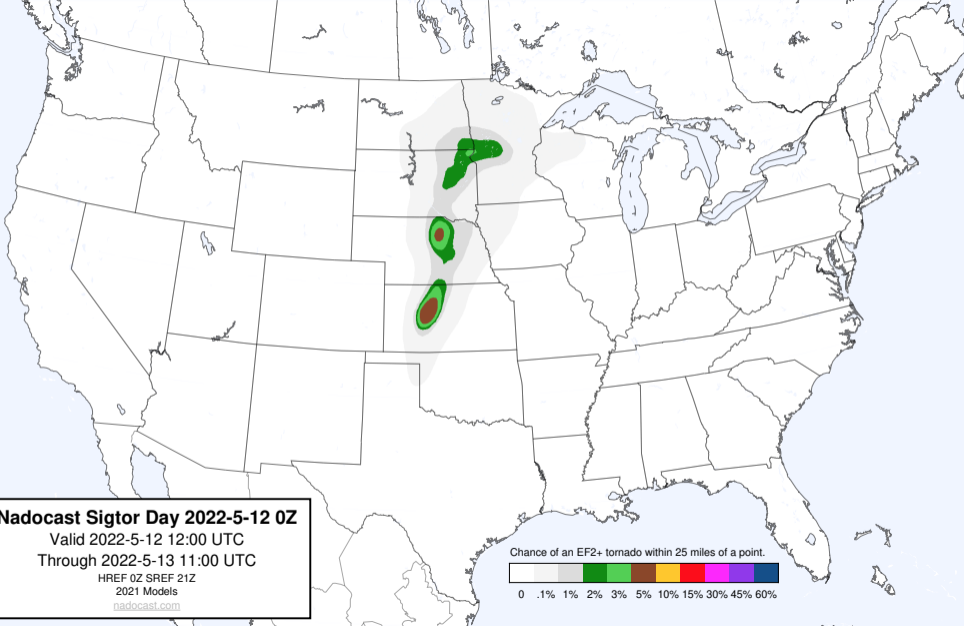 Nadocast Sigtor Day 2022-5-12 0Z
Valid 2022-5-12 12:00 UTC
Through 2022-5-13 11:00 UTC
HREF 0Z SREF 21Z
2021 Models
nadocast.com
Chance of an EF2+ tornado within 25 miles of a point.
0 .1% 1% 2% 3% 5% 10% 15% 30% 45% 60%